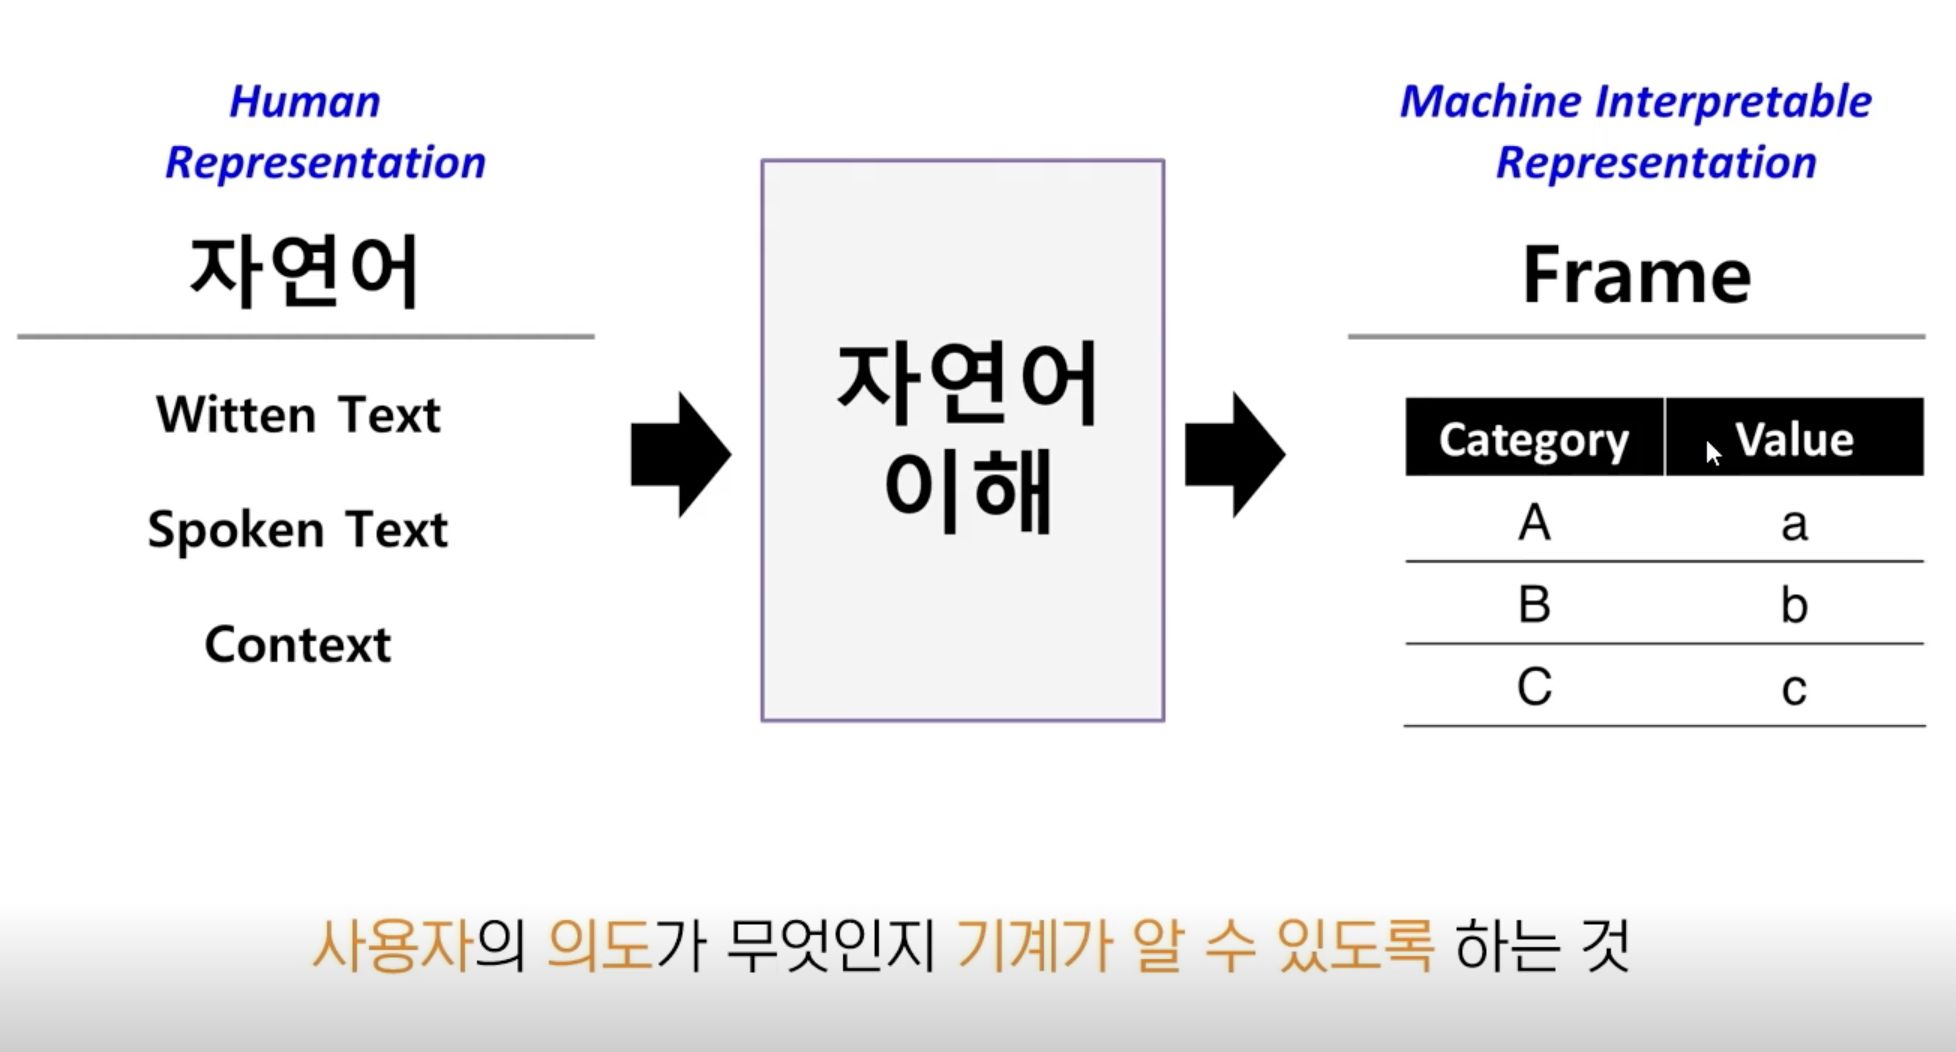 Human
Representation
자연어
Witten Text
Spoken Text
Context
자연어
이해
Machine Interpretable
Representation
Frame
Category Value
A a
B b
C c
사용자의 의도가 무엇인지 기계가 알 수 있도록 하는 것